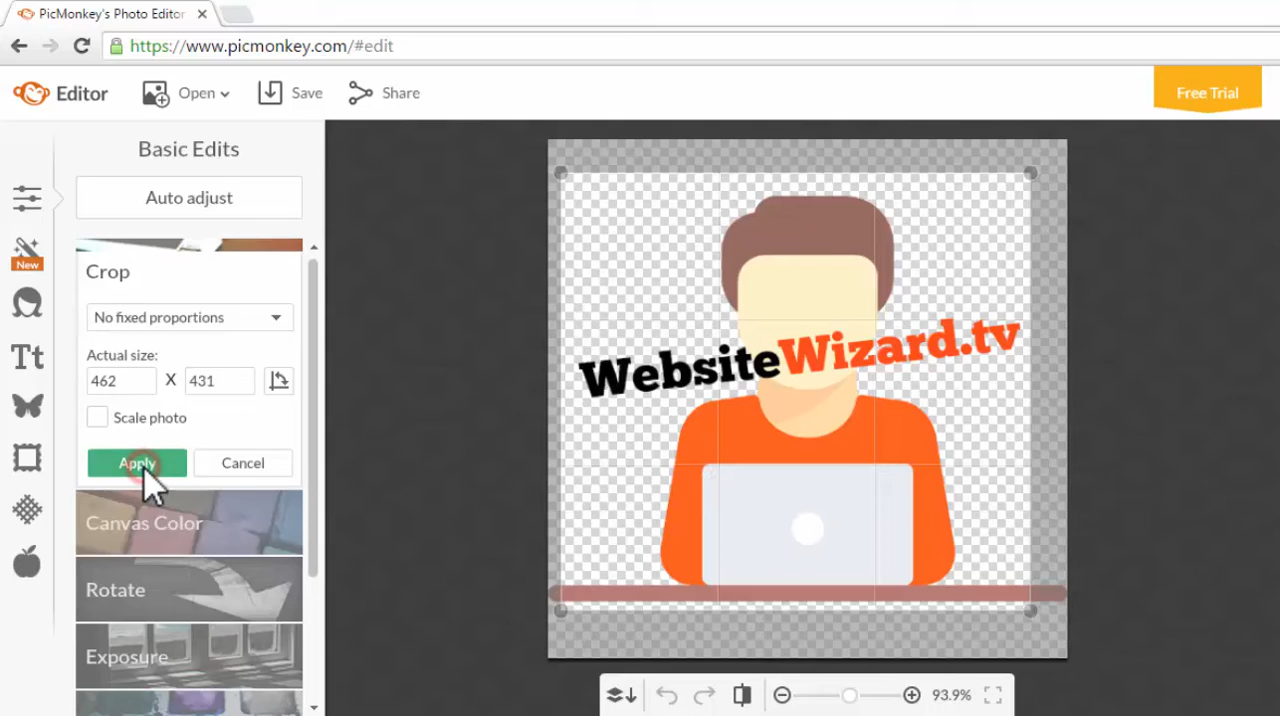 PicMonkey's Photo Editor
https://www.picmonkey.com/#edit
Editor
Open
Save
Share
Free Trial
Basic Edits
Auto adjust
New
Crop
No fixed proportions
Actual size:
462 X 431
Scale photo
Apply
Cancel
Tt
WebsiteWizard.tv
Canvas Color
Rotate
Exposure
93.9%